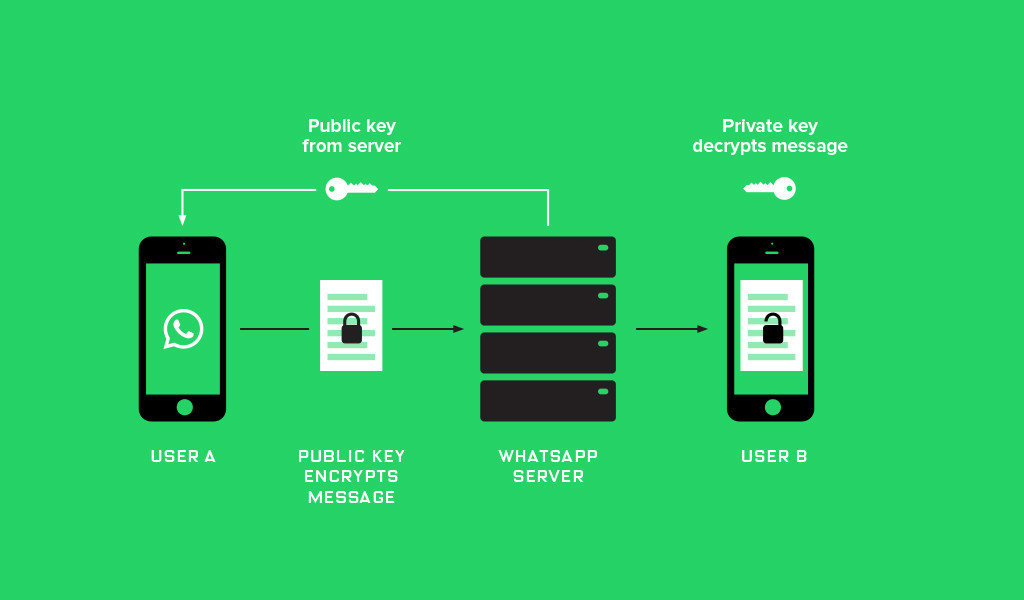 Public key
from server
Private key
decrypts message
USER A
PUBLIC KEY
ENCRYPTS
MESSAGE
WHATSAPP
SERVER
USER B